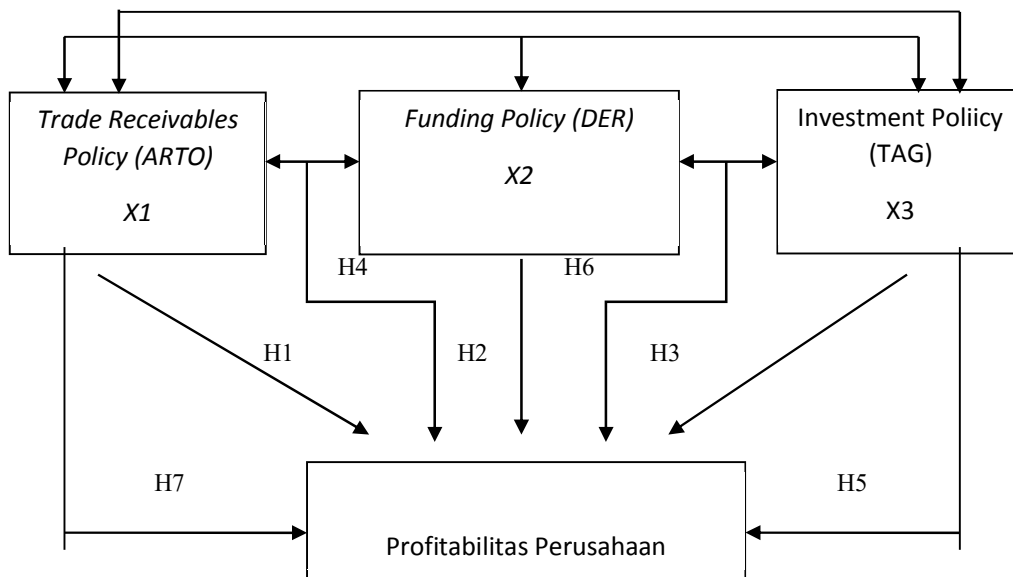 Trade Receivables
Policy (ARTO)
X1
Funding Policy (DER)
X2
Investment Poliicy
(TAG)
X3
H4
H6
H1
H2
H3
H7
H5
Profitabilitas Perusahaan